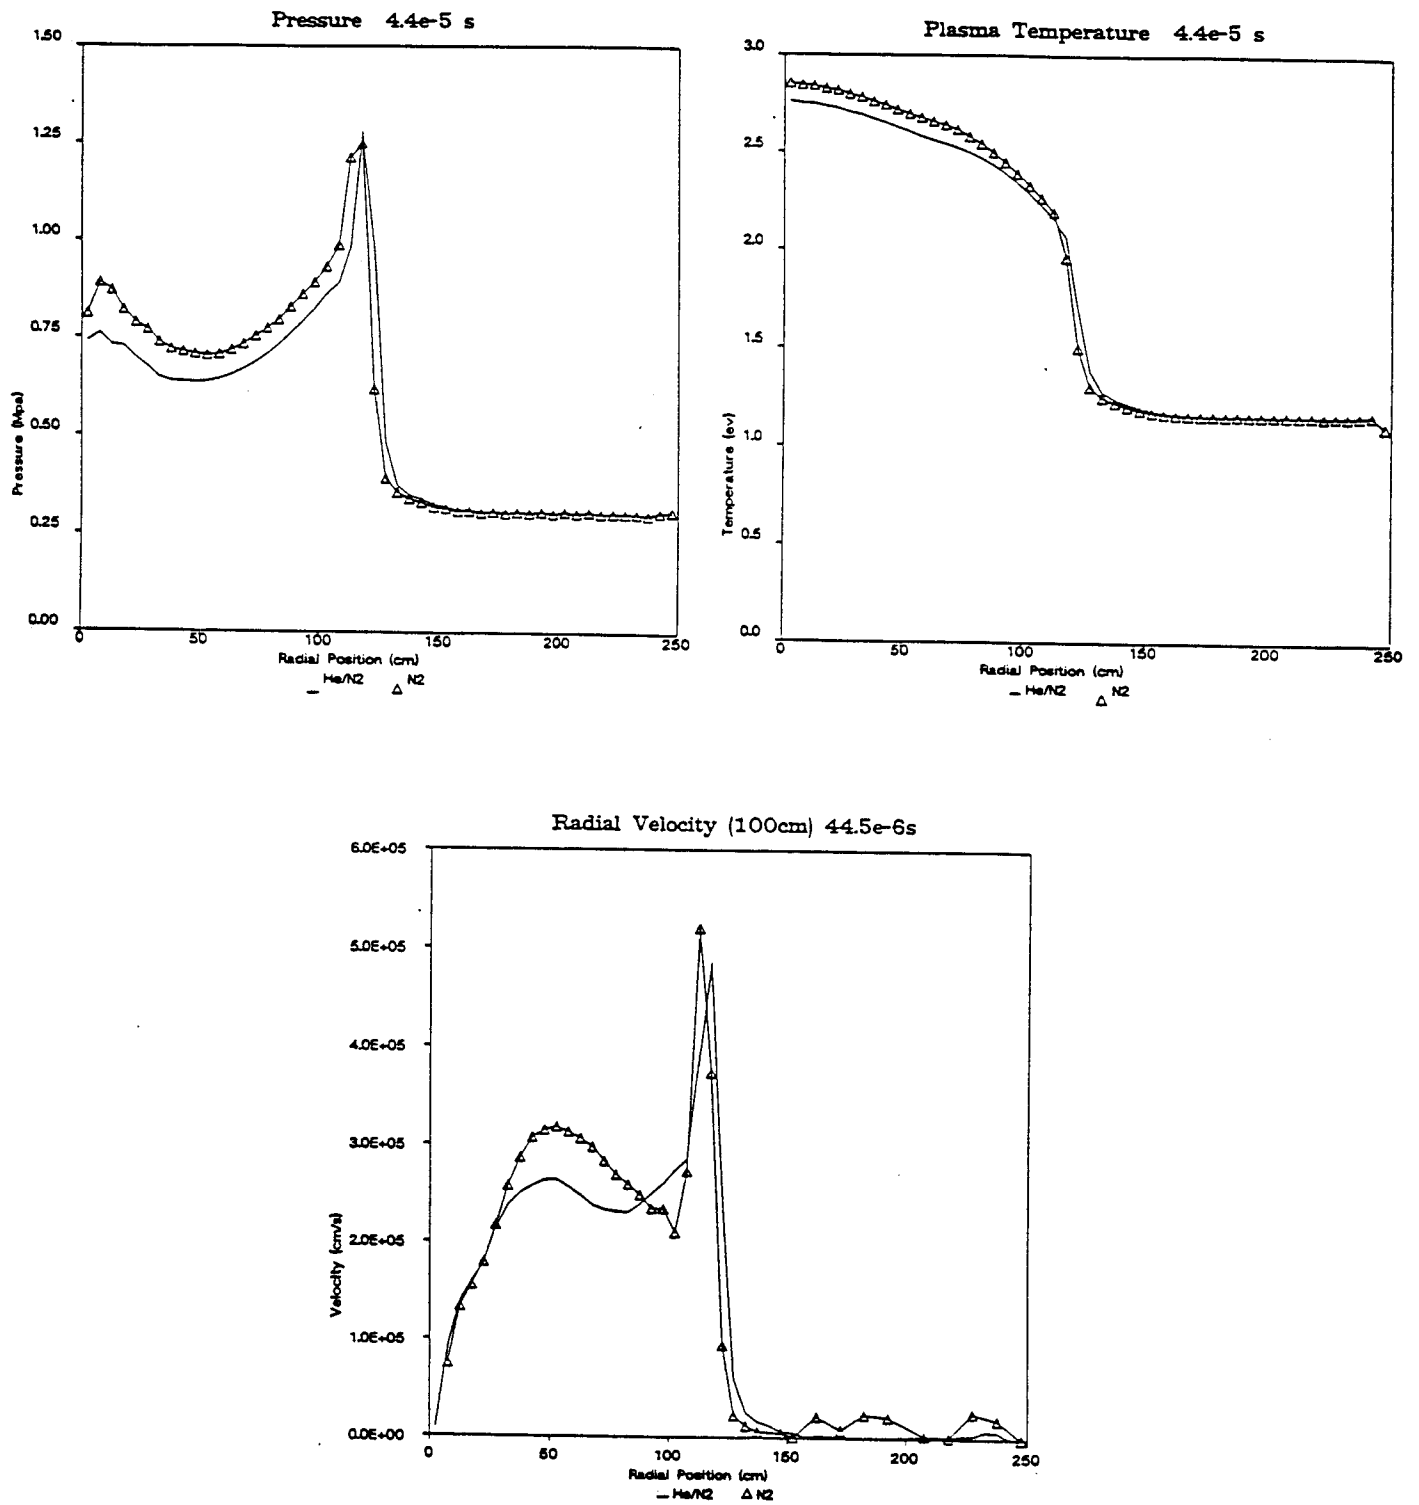 Pressure 4.4e-5 s
1.50
1.25
1.00
0.75
0.50
0.25
0.00
Pressure (Mpa)
0 50 100 150 200 250
Radial Position (cm)
He/N2 N2
Plasma Temperature 4.4e-5 s
3.0
2.5
2.0
1.5
1.0
0.5
0.0
Temperature (ev)
0 50 100 150 200 250
Radial Position (cm)
He/N2 N2
Radial Velocity (100cm) 44.5e-6s
6.0E+05
5.0E+05
4.0E+05
3.0E+05
2.0E+05
1.0E+05
0.0E+00
Velocity (cm/s)
0 50 100 150 200 250
Radial Position (cm)
He/N2 N2